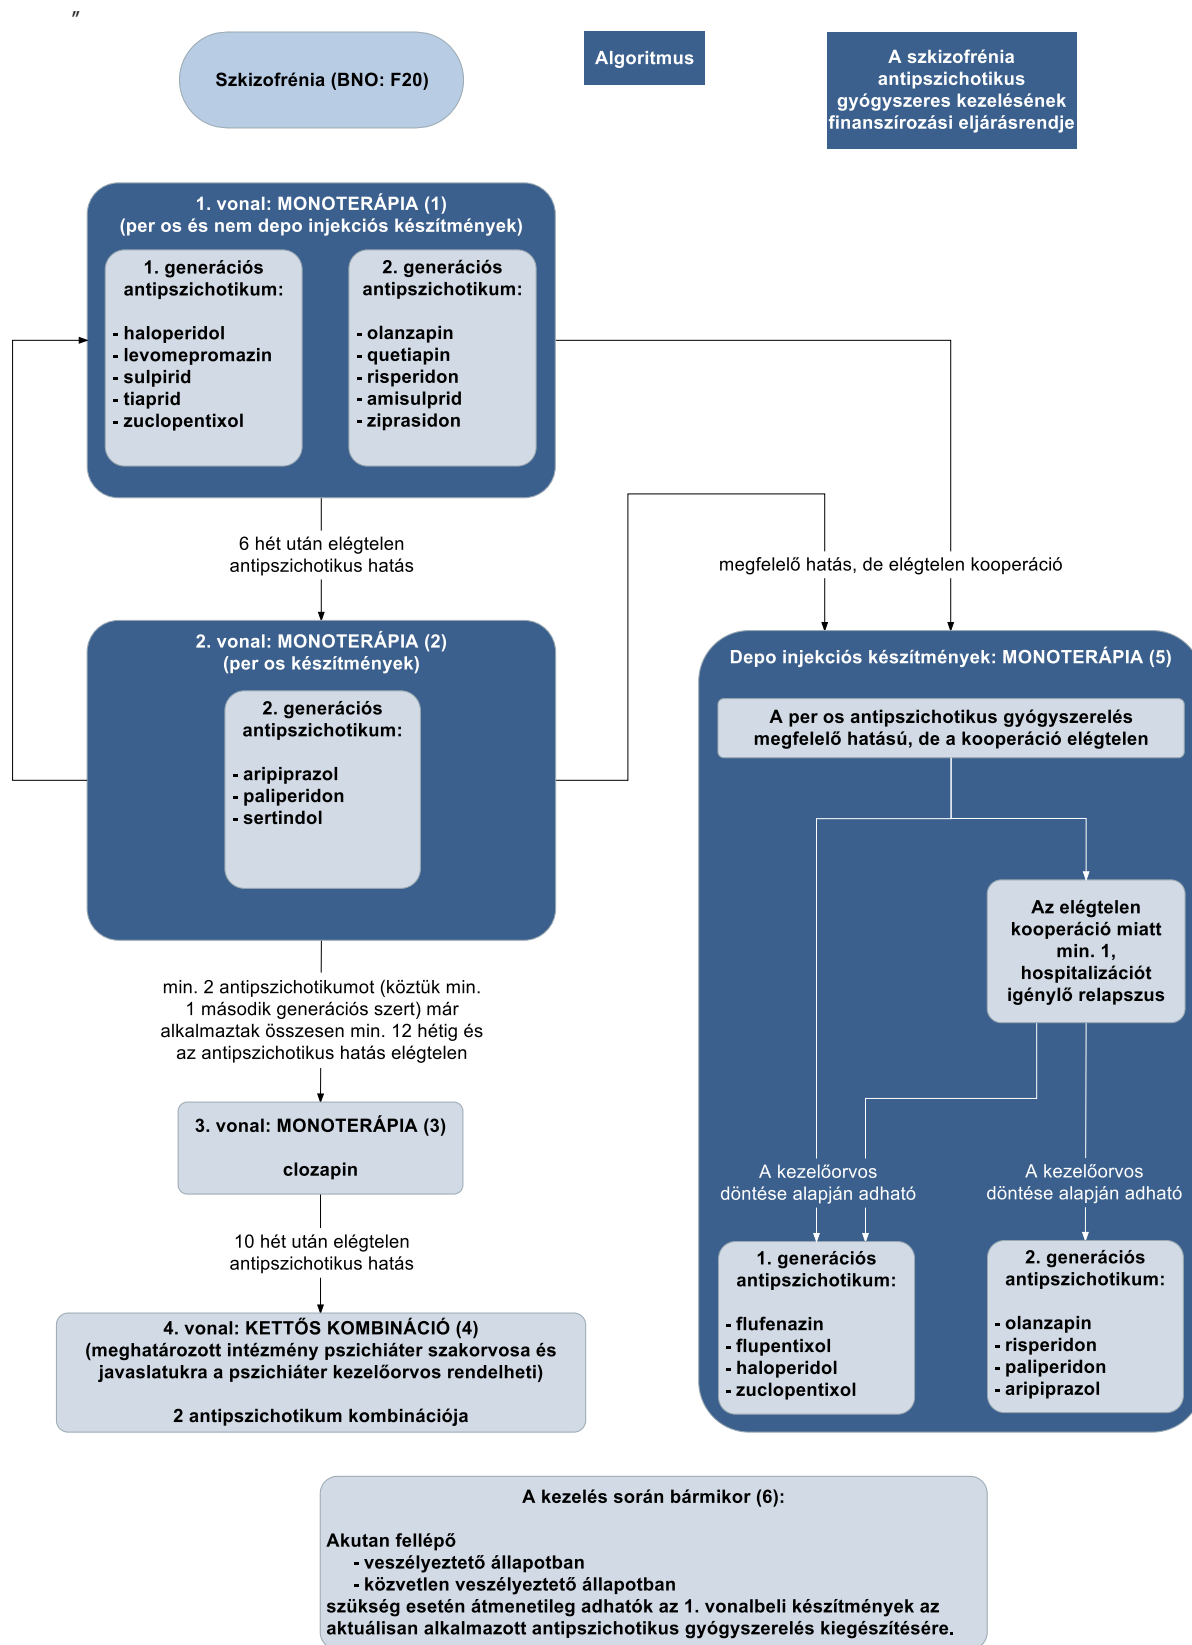 ”
Szkizofrénia (BNO: F20)
Algoritmus
A szkizofrénia
antipszichotikus
gyógyszeres kezelésének
finanszírozási eljárásrendje
1. vonal: MONOTERÁPIA (1)
(per os és nem depo injekciós készítmények)
1. generációs
antipszichotikum:
- haloperidol
- levomepromazin
- sulpirid
- tiaprid
- zuclopentixol
2. generációs
antipszichotikum:
- olanzapin
- quetiapin
- risperidon
- amisulprid
- ziprasidon
6 hét után elégtelen
antipszichotikus hatás
megfelelő hatás, de elégtelen kooperáció
2. vonal: MONOTERÁPIA (2)
(per os készítmények)
2. generációs
antipszichotikum:
- aripiprazol
- paliperidon
- sertindol
min. 2 antipszichotikumot (köztük min.
1 második generációs szert) már
alkalmaztak összesen min. 12 hétig és
az antipszichotikus hatás elégtelen
3. vonal: MONOTERÁPIA (3)
clozapin
10 hét után elégtelen
antipszichotikus hatás
4. vonal: KETTŐS KOMBINÁCIÓ (4)
(meghatározott intézmény pszichiáter szakorvosa és
javaslatukra a pszichiáter kezelőorvos rendelheti)
2 antipszichotikum kombinációja
Depo injekciós készítmények: MONOTERÁPIA (5)
A per os antipszichotikus gyógyszerelés
megfelelő hatású, de a kooperáció elégtelen
Az elégtelen
kooperáció miatt
min. 1,
hospitalizációt
igénylő relapszus
A kezelőorvos
döntése alapján adható
A kezelőorvos
döntése alapján adható
1. generációs
antipszichotikum:
- flufenazin
- flupentixol
- haloperidol
- zuclopentixol
2. generációs
antipszichotikum:
- olanzapin
- risperidon
- paliperidon
- aripiprazol
A kezelés során bármikor (6):
Akutan fellépő
- veszélyeztető állapotban
- közvetlen veszélyeztető állapotban
szükség esetén átmenetileg adhatók az 1. vonalbeli készítmények az
aktuálisan alkalmazott antipszichotikus gyógyszerelés kiegészítésére.